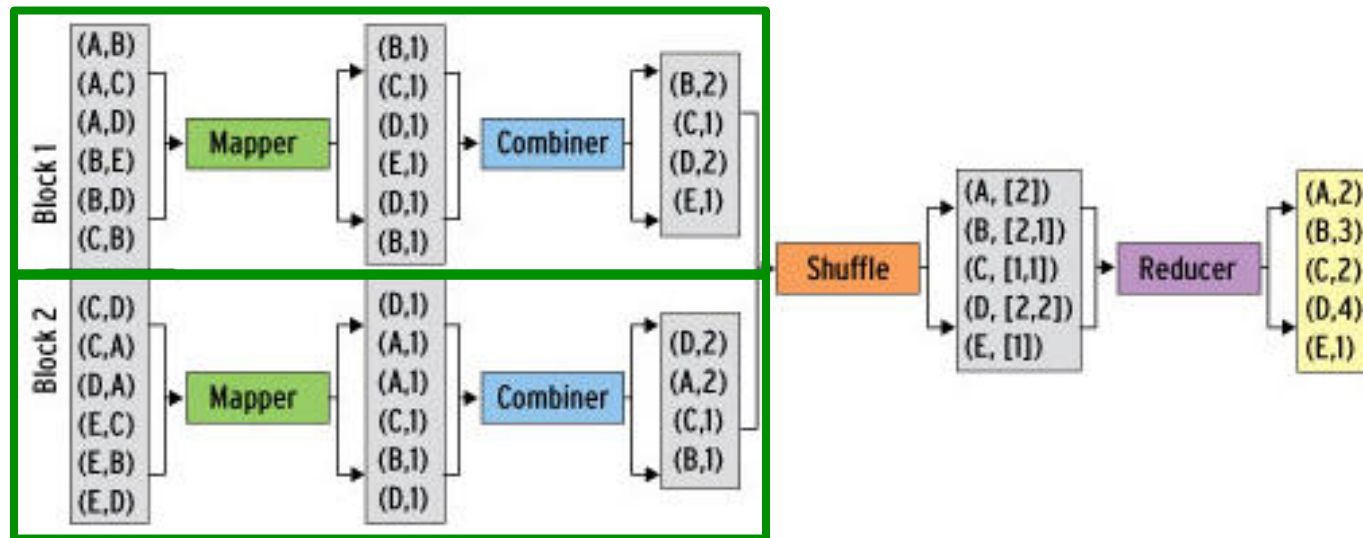 Block 1
(A,B)
(A,C)
(A,D)
(B,E)
(B,D)
(C,B)
Mapper
(B,1)
(C,1)
(D,1)
(E,1)
(D,1)
(B,1)
Combiner
(B,2)
(C,1)
(D,2)
(E,1)
Block 2
(C,D)
(C,A)
(D,A)
(E,C)
(E,B)
(E,D)
Mapper
(D,1)
(A,1)
(A,1)
(C,1)
(B,1)
(D,1)
Combiner
(D,2)
(A,2)
(C,1)
(B,1)
Shuffle
(A, [2])
(B, [2,1])
(C, [1,1])
(D, [2,2])
(E, [1])
Reducer
(A,2)
(B,3)
(C,2)
(D,4)
(E,1)